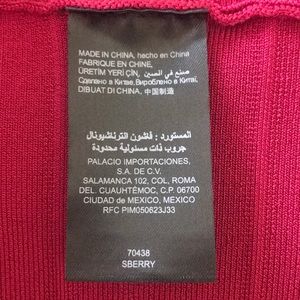 MADE IN CHINA, hecho en China
FABRIQUE EN CHINE,
ÜRETIM YERİ ÇİN, صنع في الصين
Сделано в Китае, Вироблено в Китаї,
DIBUAT DI CHINA, 中国制造
المستورد : فاشون انترناشيونال
جروب ذات مسئولية محدودة
PALACIO IMPORTACIONES,
S.A. DE C.V.
SALAMANCA 102, COL, ROMA
DEL. CUAUHTÉMOC, C.P. 06700
CIUDAD de MEXICO, MEXICO
RFC PIM050623J33
70438
SBERRY